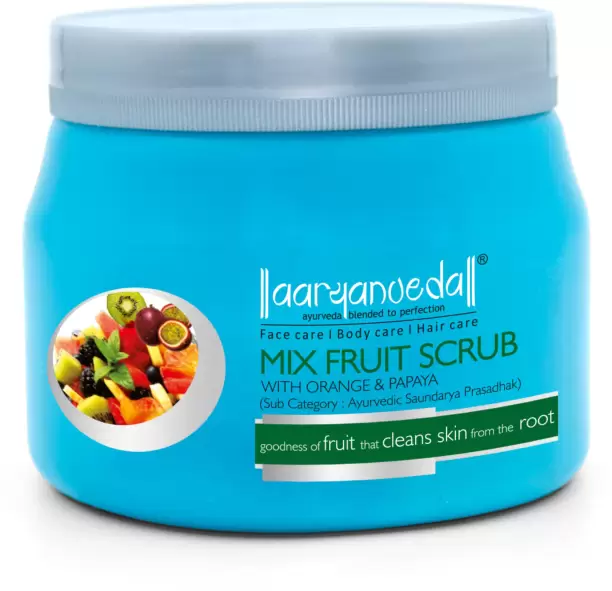 ||aaryanveda||®
ayurveda blended to perfection
Face care | Body care | Hair care
MIX FRUIT SCRUB
WITH ORANGE & PAPAYA
(Sub Category : Ayurvedic Saundarya Prasadhak)
goodness of fruit that cleans skin from the root